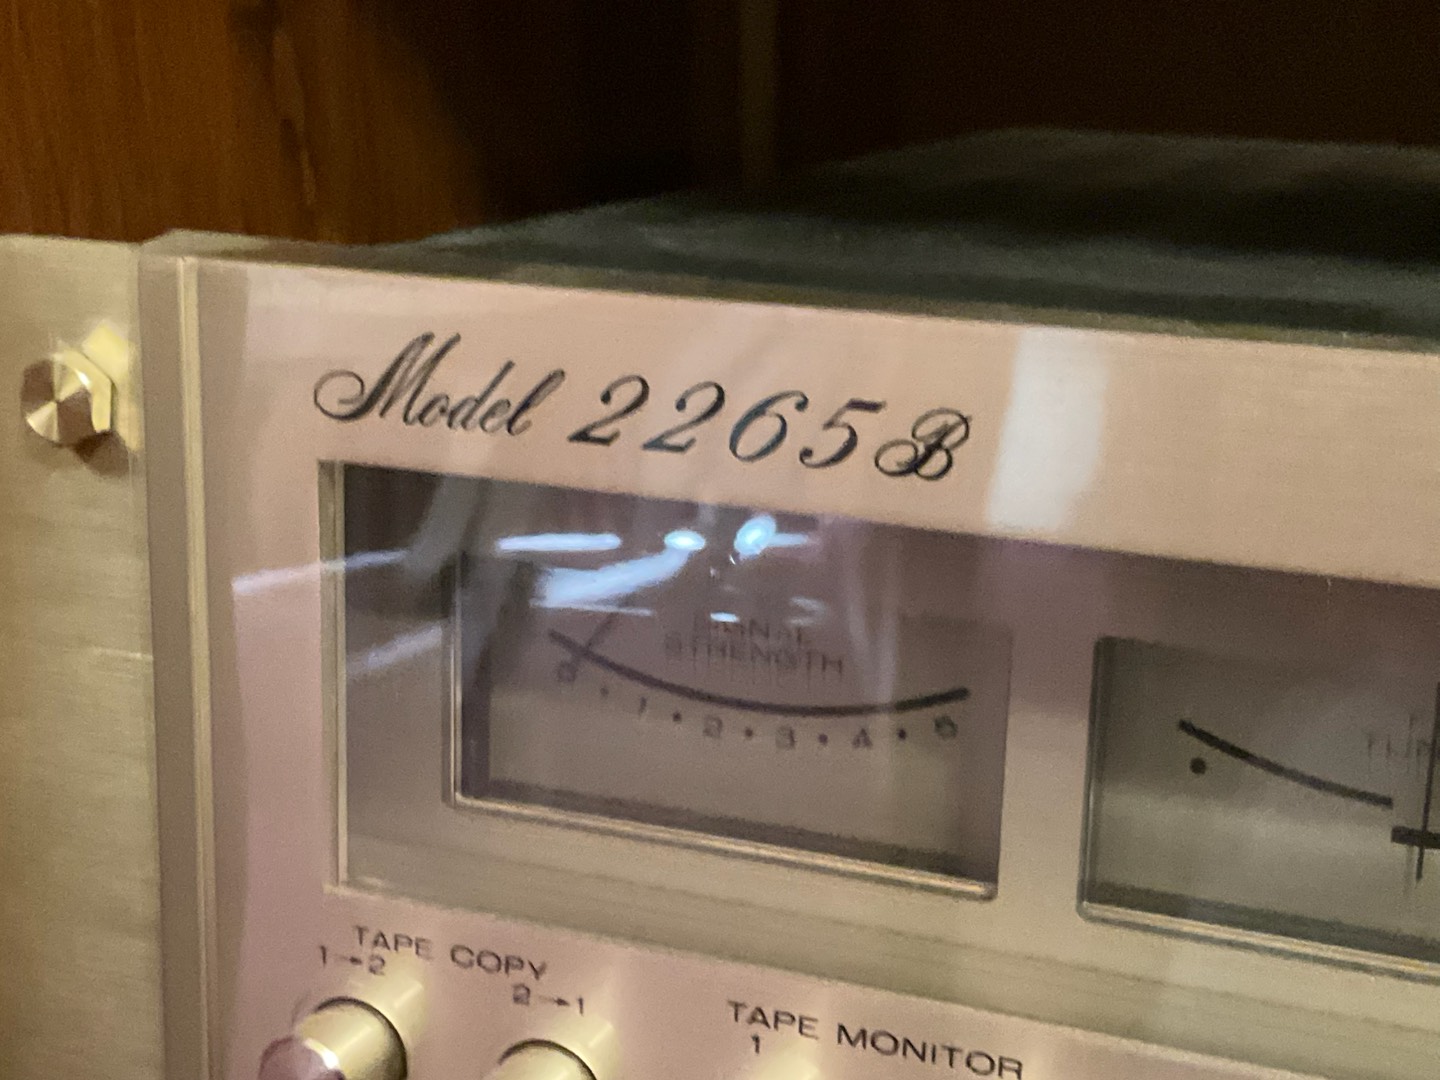 Model 2265B
SIGNAL
STRENGTH
0 • 1 • 2 • 3 • 4 • 5
TAPE COPY
1→2
2→1
TAPE MONITOR
1